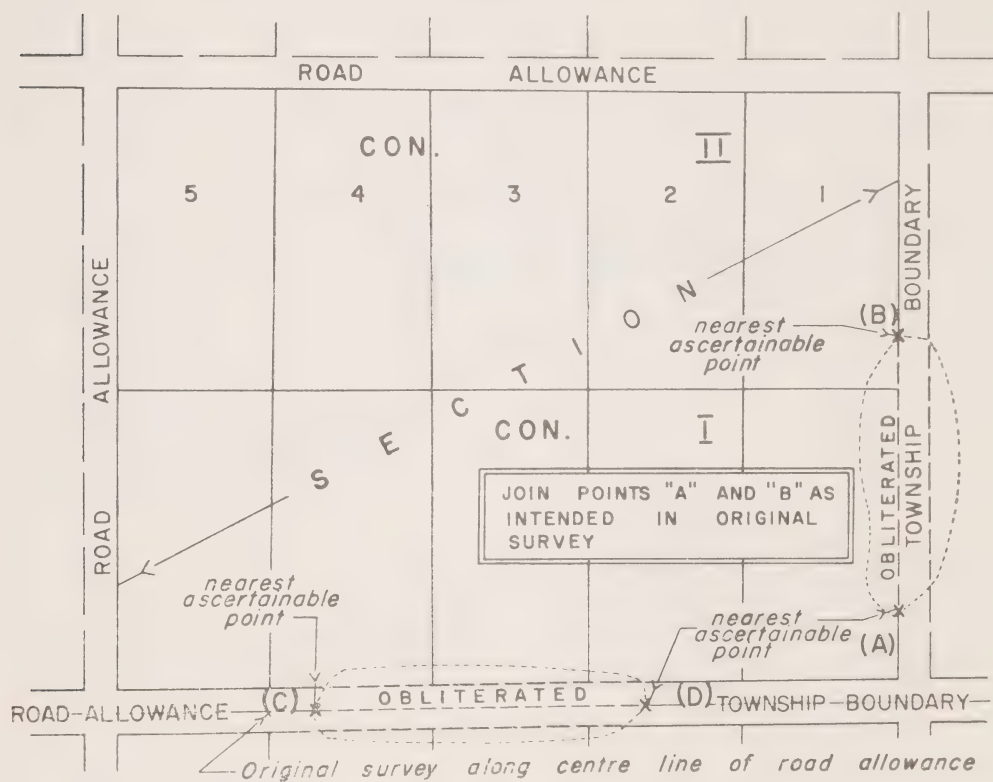 ROAD ALLOWANCE
CON. II
5 4 3 2 1
SECTION
ROAD ALLOWANCE
BOUNDARY
(B)
nearest
ascertainable
point
CON. I
JOIN POINTS "A" AND "B" AS
INTENDED IN ORIGINAL
SURVEY
OBLITERATED
TOWNSHIP
nearest
ascertainable
point
nearest
ascertainable
point
(A)
ROAD-ALLOWANCE (C) OBLITERATED (D) TOWNSHIP-BOUNDARY
Original survey along centre line of road allowance